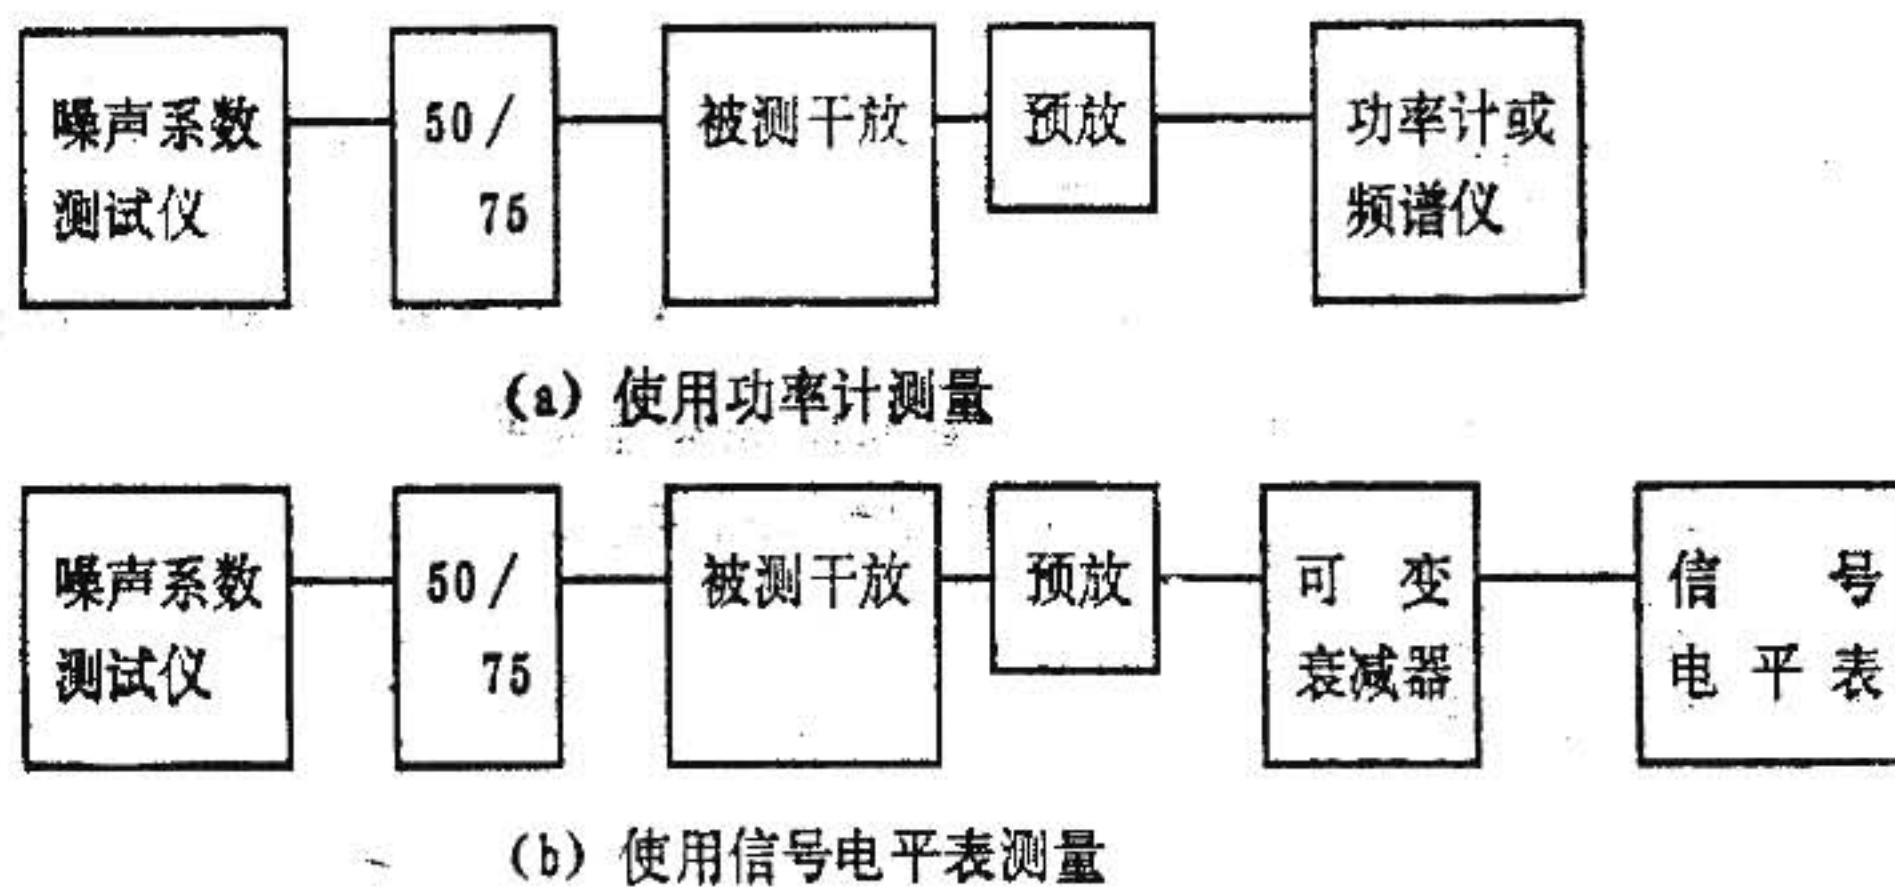 噪声系数
测试仪
50/
75
被测干放
预放
功率计或
频谱仪
(a) 使用功率计测量
噪声系数
测试仪
50/
75
被测干放
预放
可变
衰减器
信号
电平表
(b) 使用信号电平表测量